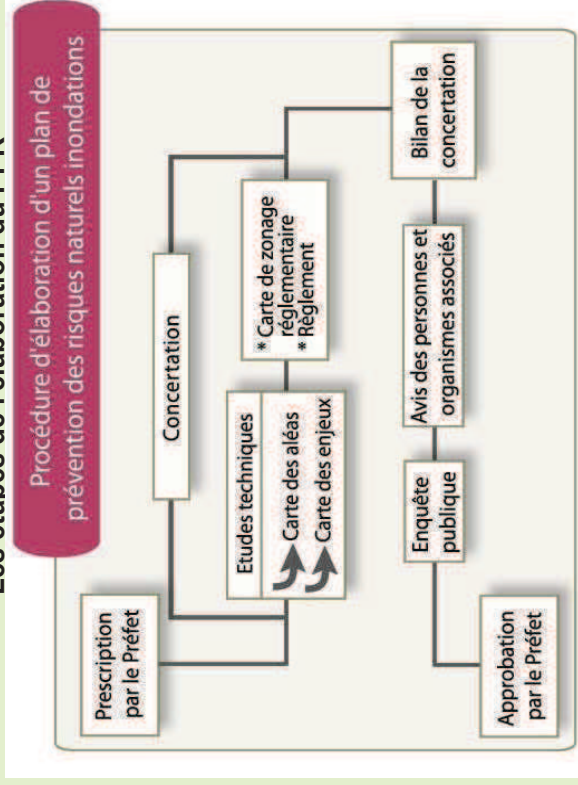 Les étapes de l'élaboration du PPR
Procédure d'élaboration d'un plan de
prévention des risques naturels inondations
Prescription
par le Préfet
Concertation
Etudes techniques
Carte des aléas
Carte des enjeux
* Carte de zonage
réglementaire
* Règlement
Bilan de la
concertation
Avis des personnes et
organismes associés
Enquête
publique
Approbation
par le Préfet